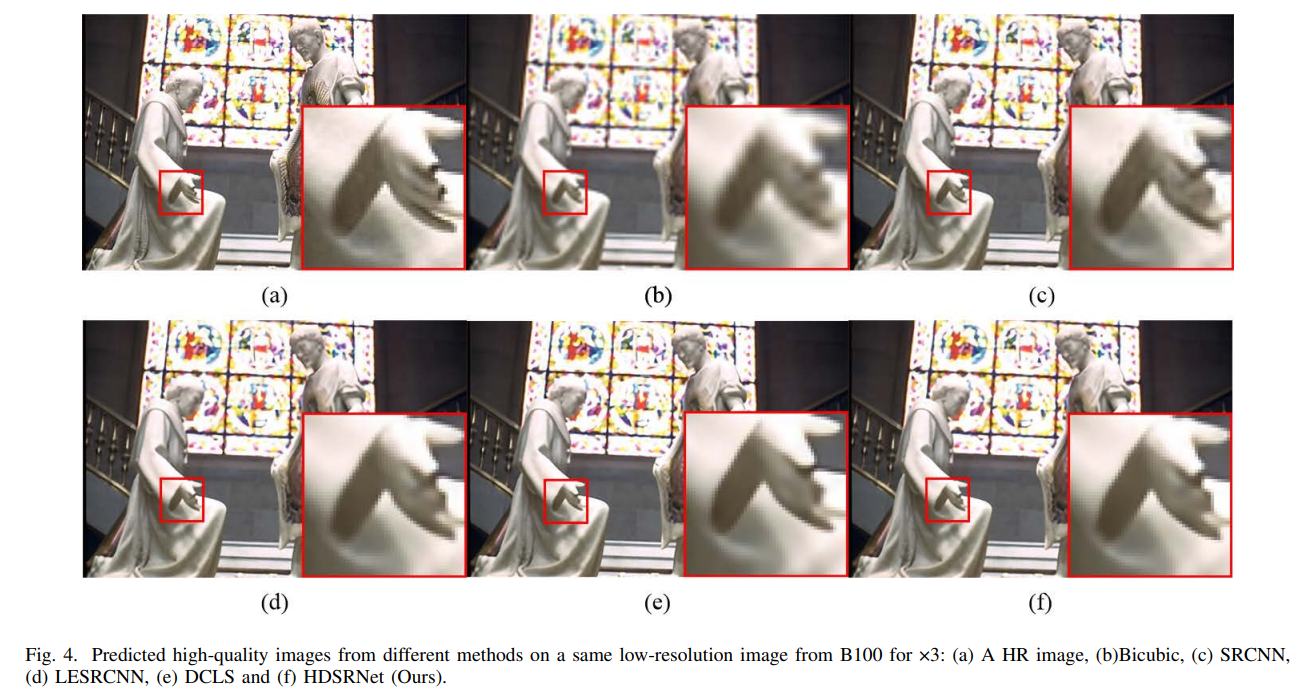 (a) (b) (c)
(d) (e) (f)
Fig. 4. Predicted high-quality images from different methods on a same low-resolution image from B100 for ×3: (a) A HR image, (b)Bicubic, (c) SRCNN,
(d) LESRCNN, (e) DCLS and (f) HDSRNet (Ours).